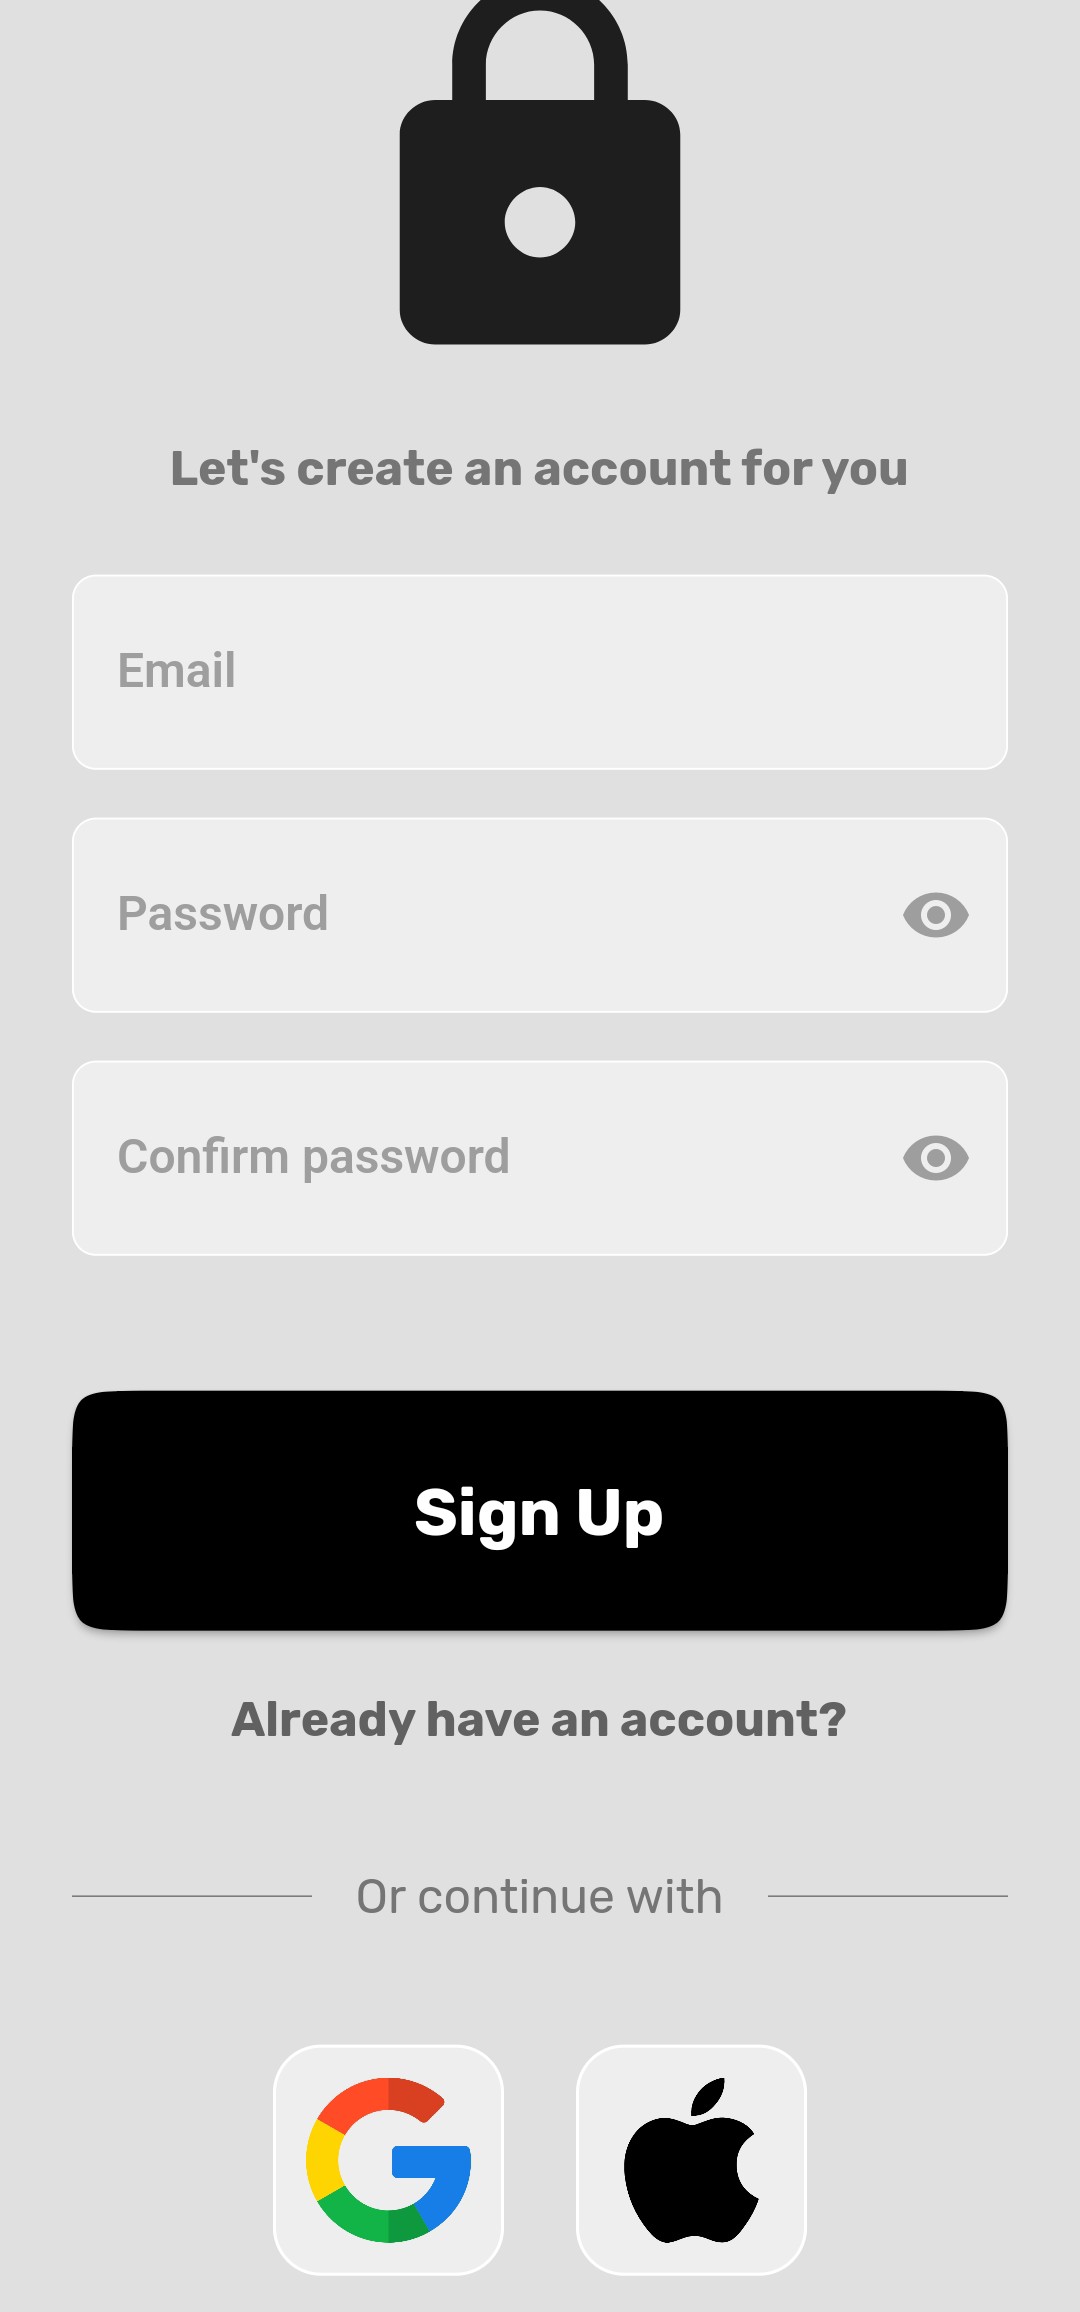 Let's create an account for you
Email
Password
Confirm password
Sign Up
Already have an account?
Or continue with